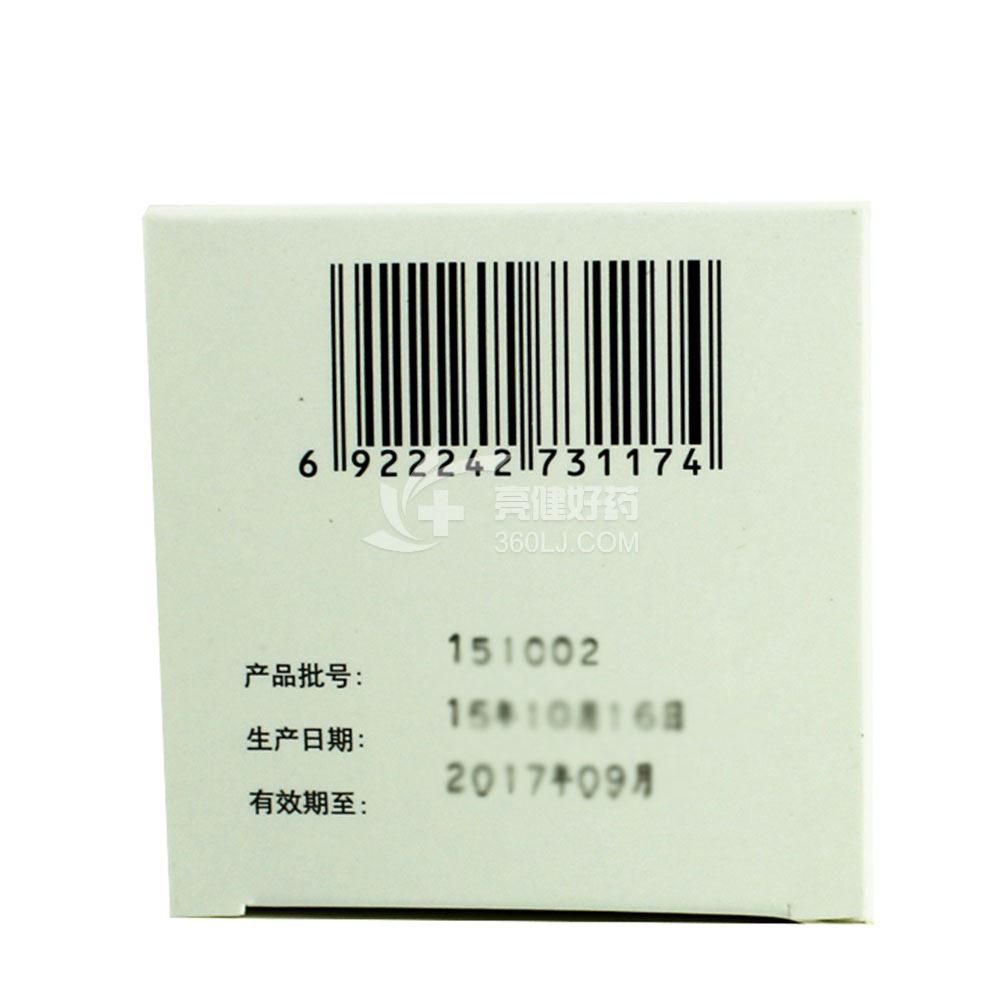 6 922242 731174
亮健好药
360LJ.COM
产品批号: 151002
生产日期: 15年10月16日
有效期至: 2017年09月